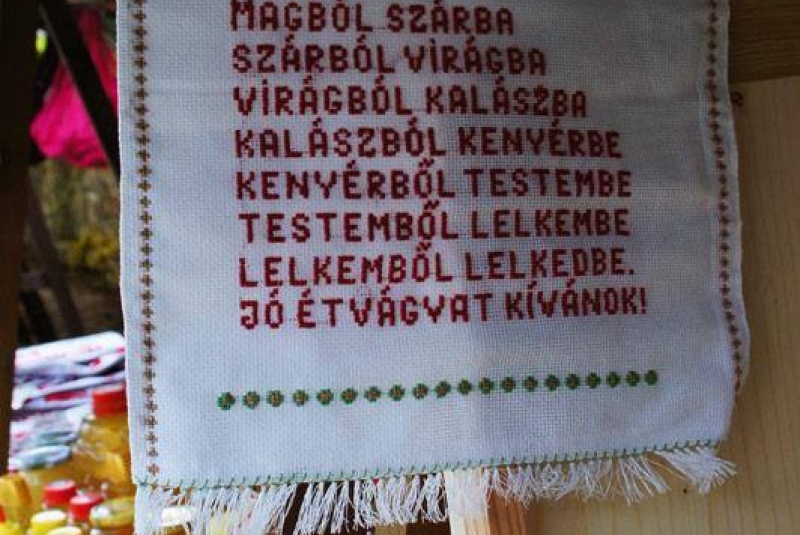 MAGBÓL SZÁRBA
SZÁRBÓL VIRÁGBA
VIRÁGBÓL KALÁSZBA
KALÁSZBÓL KENYÉRBE
KENYÉRBŐL TESTEMBE
TESTEMBŐL LELKEMBE
LELKEMBŐL LELKEDBE.
JÓ ÉTVÁGYAT KÍVÁNOK!